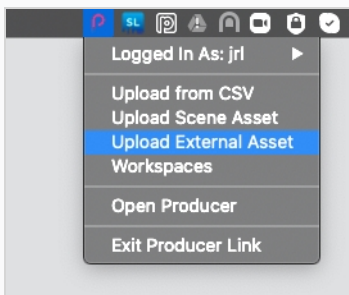 SL
Logged In As: jrl
Upload from CSV
Upload Scene Asset
Upload External Asset
Workspaces
Open Producer
Exit Producer Link